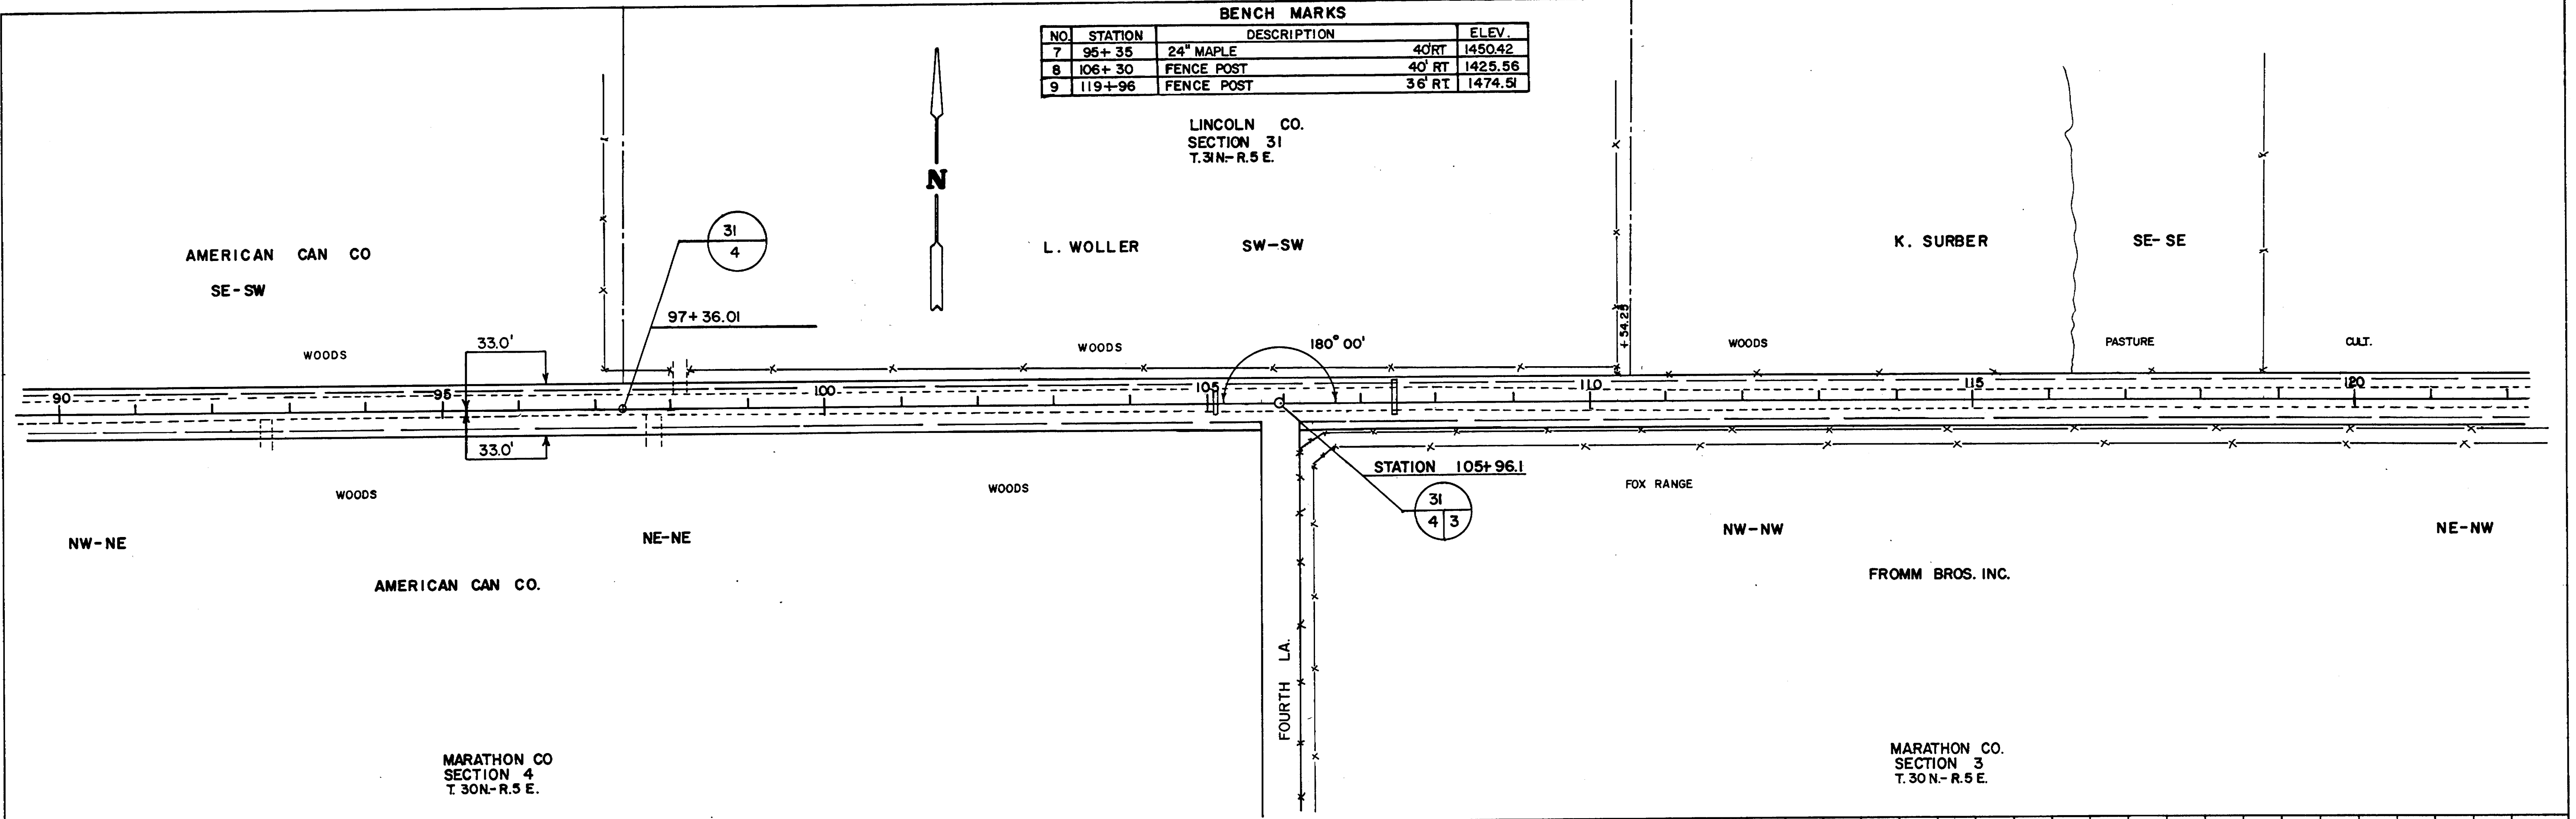 BENCH MARKS
NO. STATION DESCRIPTION ELEV.
7 95+35 24" MAPLE 40'RT 1450.42
8 106+30 FENCE POST 40' RT 1425.56
9 119+96 FENCE POST 36' RT 1474.51
LINCOLN CO.
SECTION 31
T.31N.-R.5E.
N
31
4
AMERICAN CAN CO
SE-SW
L. WOLLER SW-SW
K. SURBER SE-SE
97+36.01
+54.25
33.0'
WOODS
WOODS
180° 00'
WOODS
PASTURE
CULT.
90 95 100 105 110 115 120
33.0'
STATION 105+96.1
31
4 3
WOODS
WOODS
FOX RANGE
NW-NE
NE-NE
NW-NW
NE-NW
AMERICAN CAN CO.
FROMM BROS. INC.
FOURTH LA.
MARATHON CO
SECTION 4
T. 30N.-R.5E.
MARATHON CO.
SECTION 3
T. 30N.-R.5E.